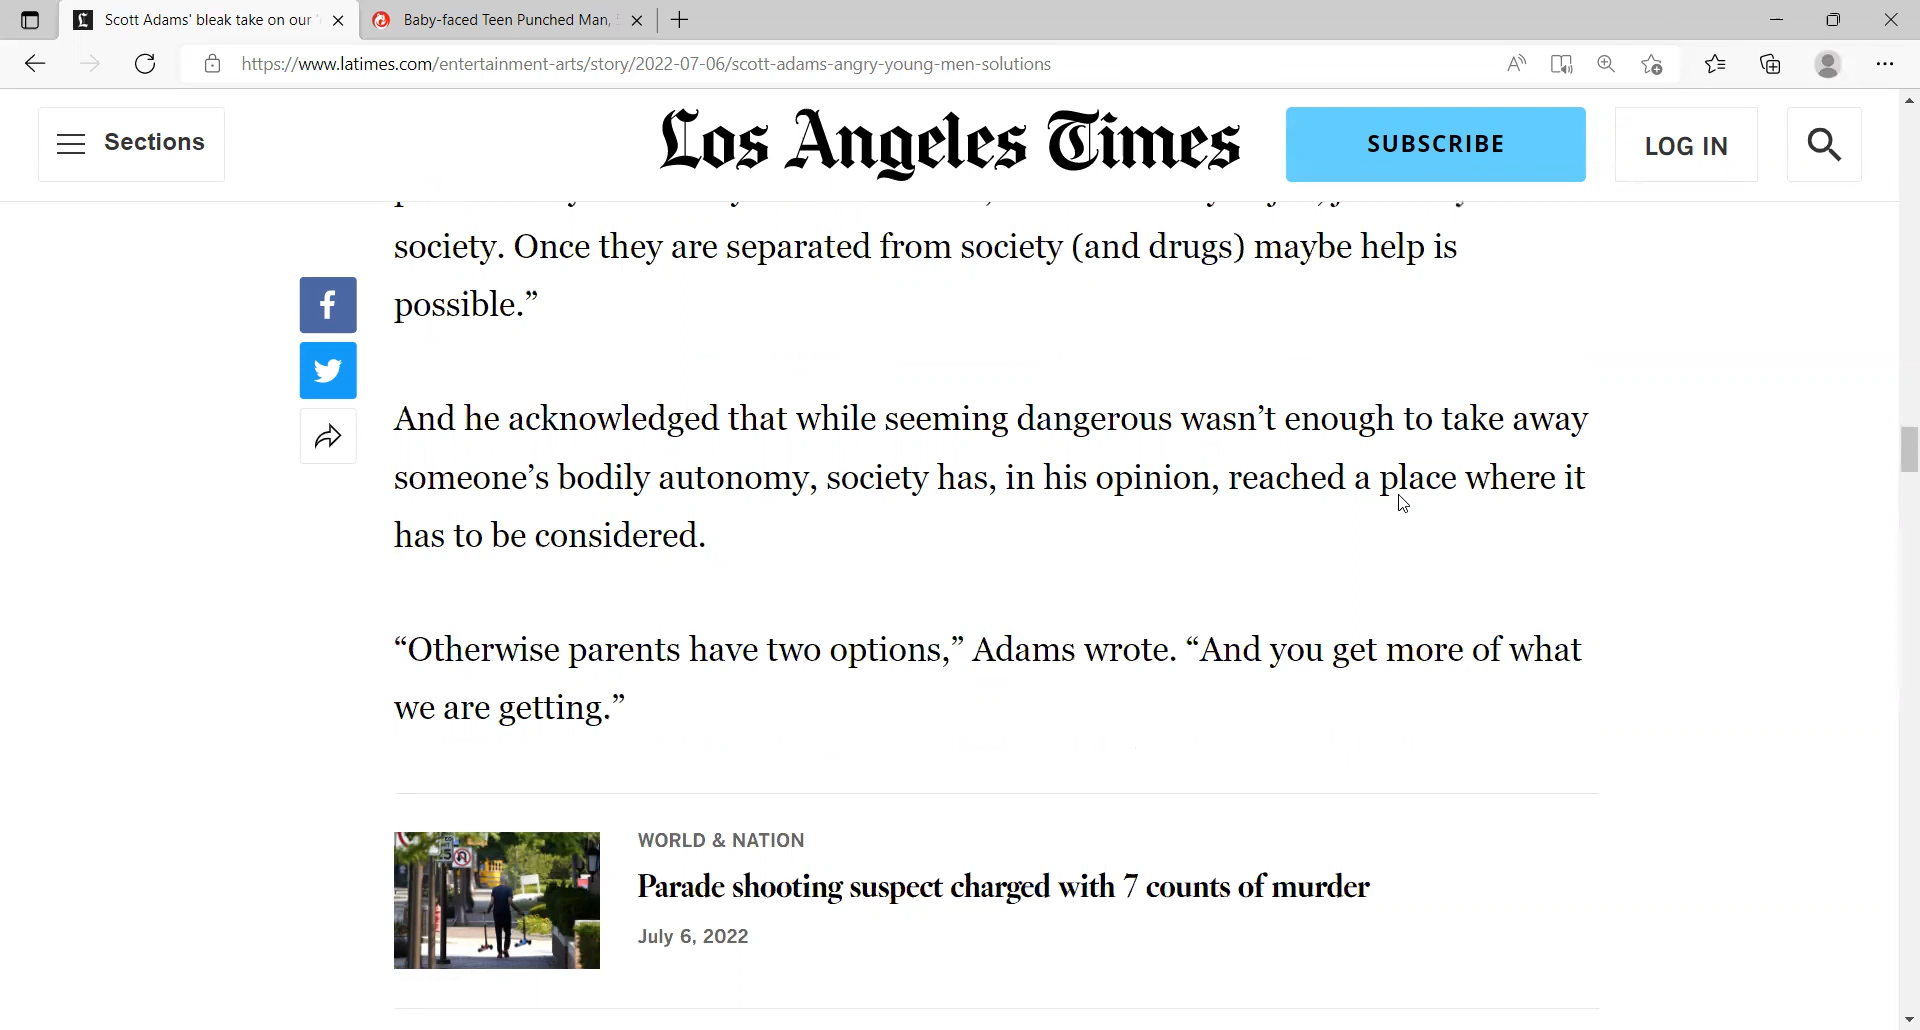 Scott Adams' bleak take on our
Baby-faced Teen Punched Man,
https://www.latimes.com/entertainment-arts/story/2022-07-06/scott-adams-angry-young-men-solutions
Sections
Los Angeles Times
SUBSCRIBE
LOG IN
society. Once they are separated from society (and drugs) maybe help is
possible.”
And he acknowledged that while seeming dangerous wasn’t enough to take away
someone’s bodily autonomy, society has, in his opinion, reached a place where it
has to be considered.
“Otherwise parents have two options,” Adams wrote. “And you get more of what
we are getting.”
WORLD & NATION
Parade shooting suspect charged with 7 counts of murder
July 6, 2022